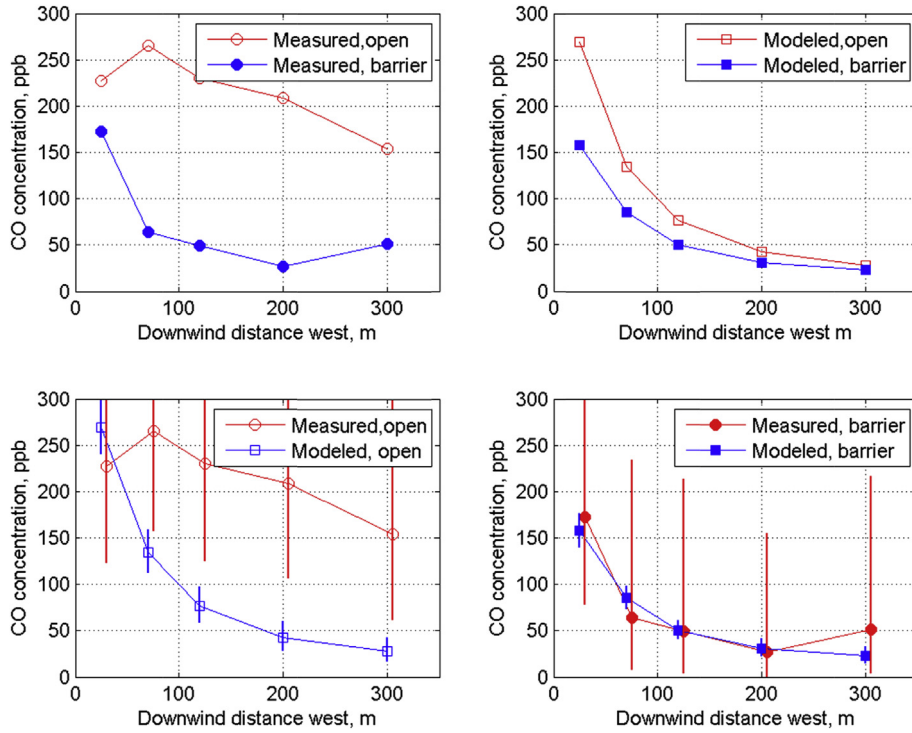 CO concentration, ppb
300
250
200
150
100
50
0
Measured,open
Measured, barrier
0
100
200
300
Downwind distance west, m
CO concentration, ppb
300
250
200
150
100
50
0
Modeled,open
Modeled, barrier
0
100
200
300
Downwind distance west m
CO concentration, ppb
300
250
200
150
100
50
0
Measured,open
Modeled, open
0
100
200
300
Downwind distance west, m
CO concentration, ppb
300
250
200
150
100
50
0
Measured, barrier
Modeled, barrier
0
100
200
300
Downwind distance west, m